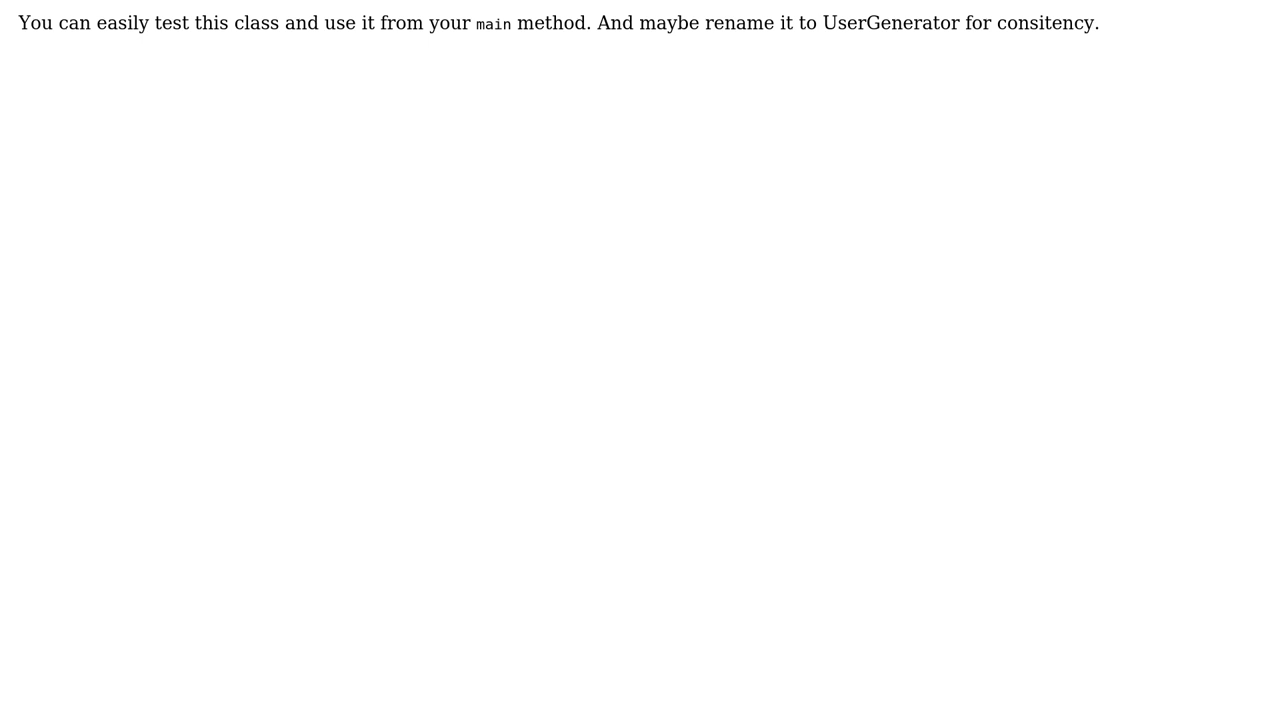 You can easily test this class and use it from your main method. And maybe rename it to UserGenerator for consitency.